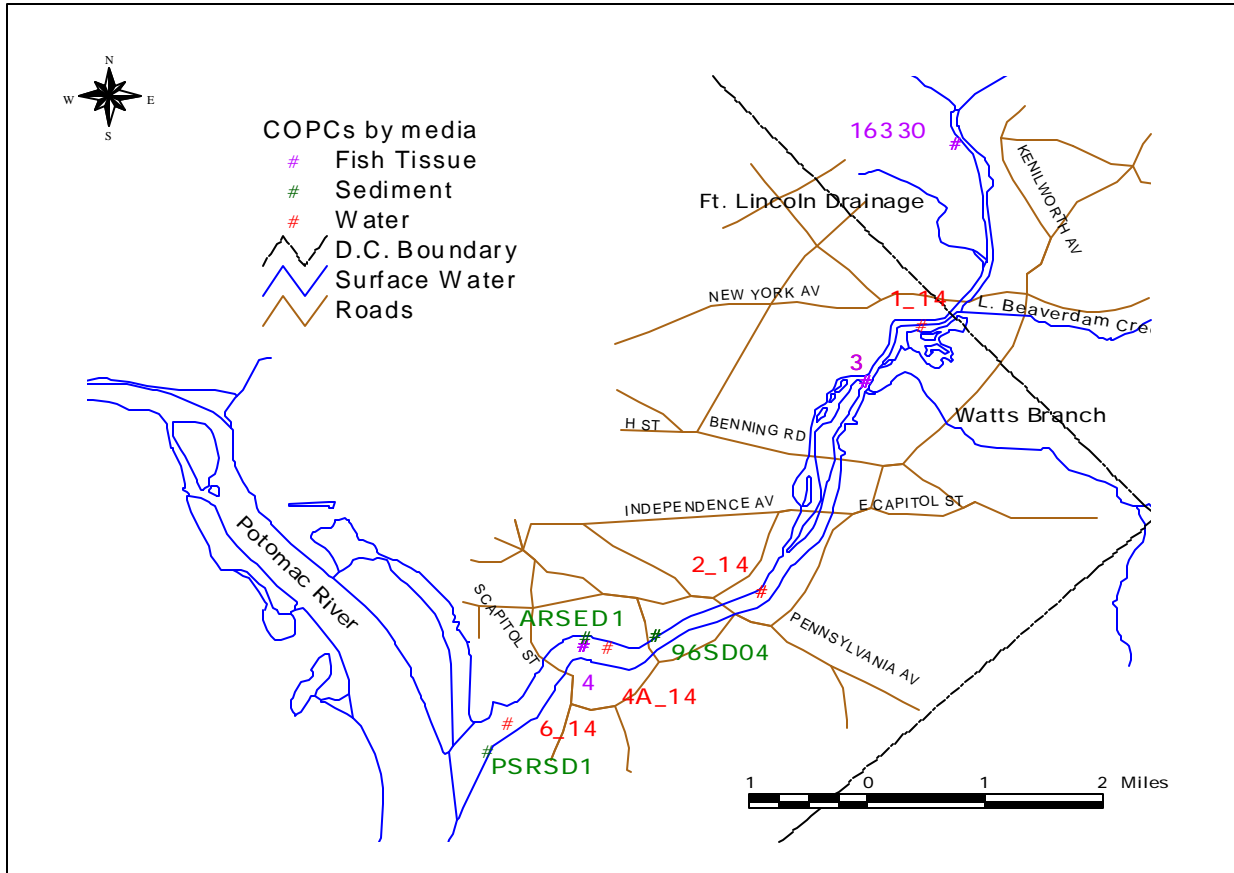 N
W E
S
COPCs by media
# Fish Tissue
# Sediment
# Water
D.C. Boundary
Surface Water
Roads
16330
#
KENILWORTH AV
Ft. Lincoln Drainage
NEW YORK AV
1_14
#
L. Beaverdam Cre
3
#
Watts Branch
H ST
BENNING RD
INDEPENDENCE AV
E CAPITOL ST
Potomac River
2_14
#
S CAPITOL ST
ARSED1
#
#
#
#
96SD04
PENNSYLVANIA AV
4
4A_14
#
6_14
#
PSRSD1
1 0 1 2 Miles